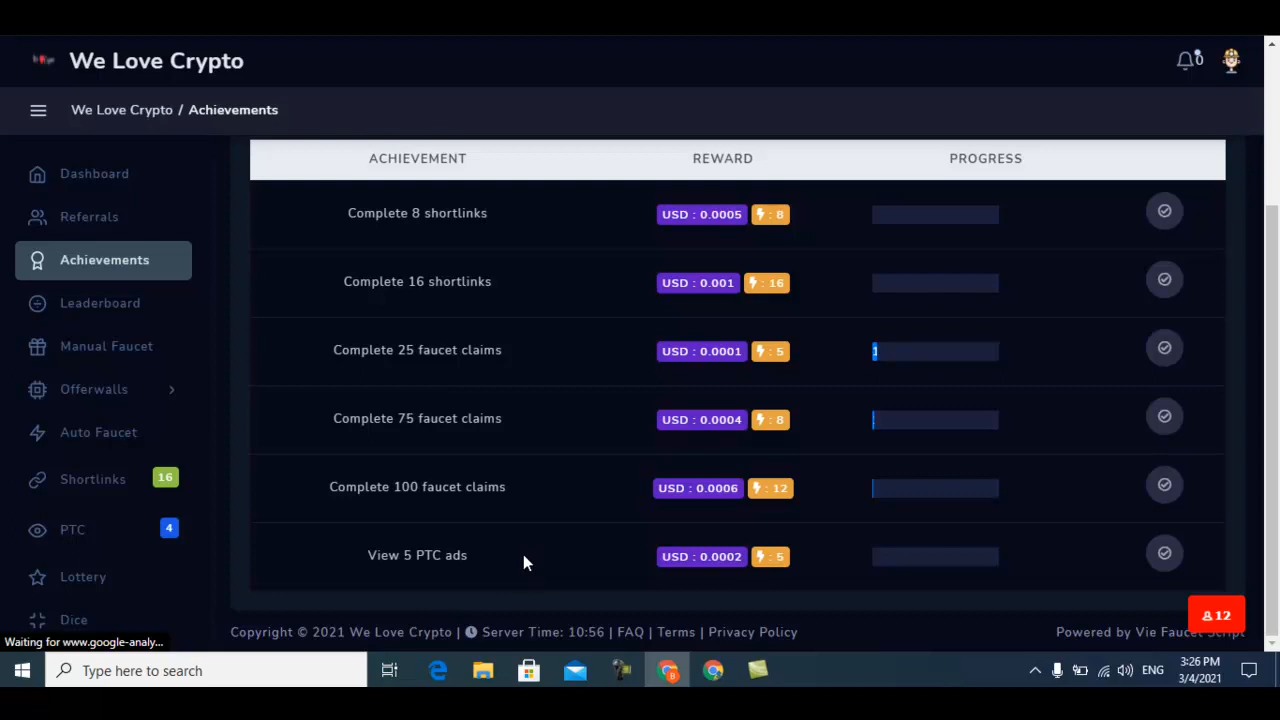 We Love Crypto
We Love Crypto / Achievements
Dashboard
Referrals
Achievements
Leaderboard
Manual Faucet
Offerwalls
Auto Faucet
Shortlinks 16
PTC 4
Lottery
Dice
ACHIEVEMENT REWARD PROGRESS
Complete 8 shortlinks USD : 0.0005 : 8
Complete 16 shortlinks USD : 0.001 : 16
Complete 25 faucet claims USD : 0.0001 : 5 1
Complete 75 faucet claims USD : 0.0004 : 8
Complete 100 faucet claims USD : 0.0006 : 12
View 5 PTC ads USD : 0.0002 : 5
12
Copyright © 2021 We Love Crypto | Server Time: 10:56 | FAQ | Terms | Privacy Policy
Powered by Vie Faucet Script
Waiting for www.google-analy...
Type here to search
ENG
3:26 PM
3/4/2021